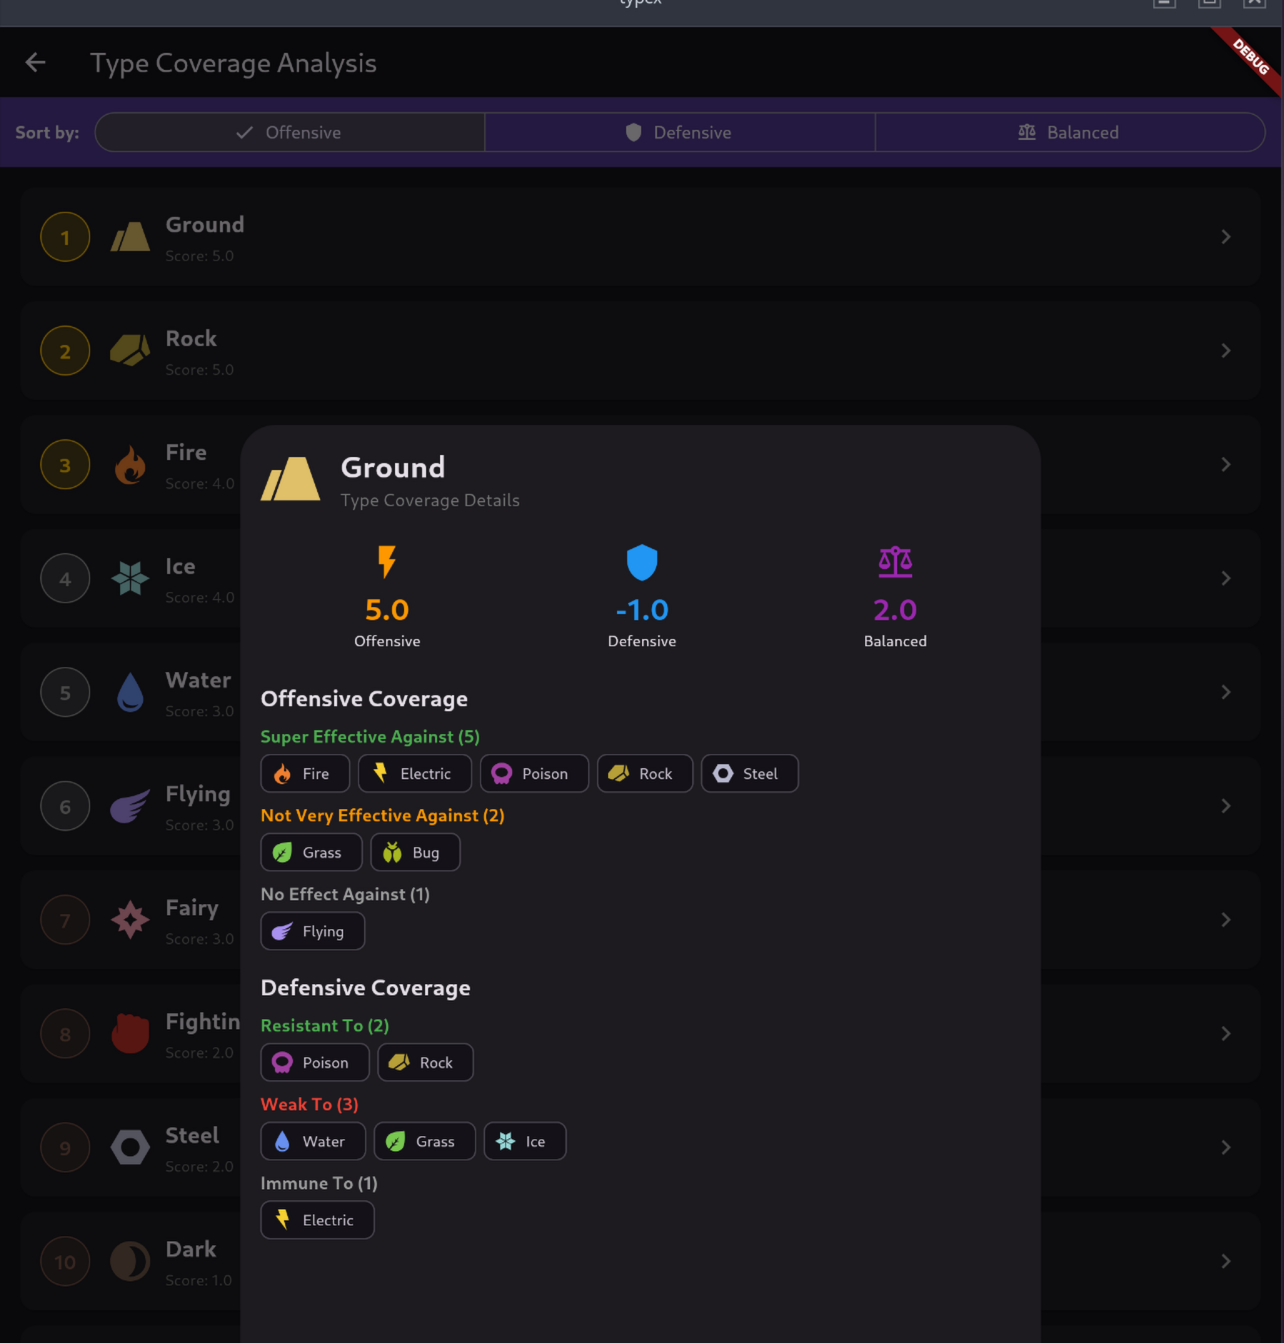 typex
Type Coverage Analysis
DEBUG
Sort by:
Offensive
Defensive
Balanced
1
Ground
Score: 5.0
2
Rock
Score: 5.0
3
Fire
Score: 4.0
4
Ice
Score: 4.0
5
Water
Score: 3.0
6
Flying
Score: 3.0
7
Fairy
Score: 3.0
8
Fightin
Score: 2.0
9
Steel
Score: 2.0
10
Dark
Score: 1.0
Ground
Type Coverage Details
5.0
Offensive
-1.0
Defensive
2.0
Balanced
Offensive Coverage
Super Effective Against (5)
Fire Electric Poison Rock Steel
Not Very Effective Against (2)
Grass Bug
No Effect Against (1)
Flying
Defensive Coverage
Resistant To (2)
Poison Rock
Weak To (3)
Water Grass Ice
Immune To (1)
Electric